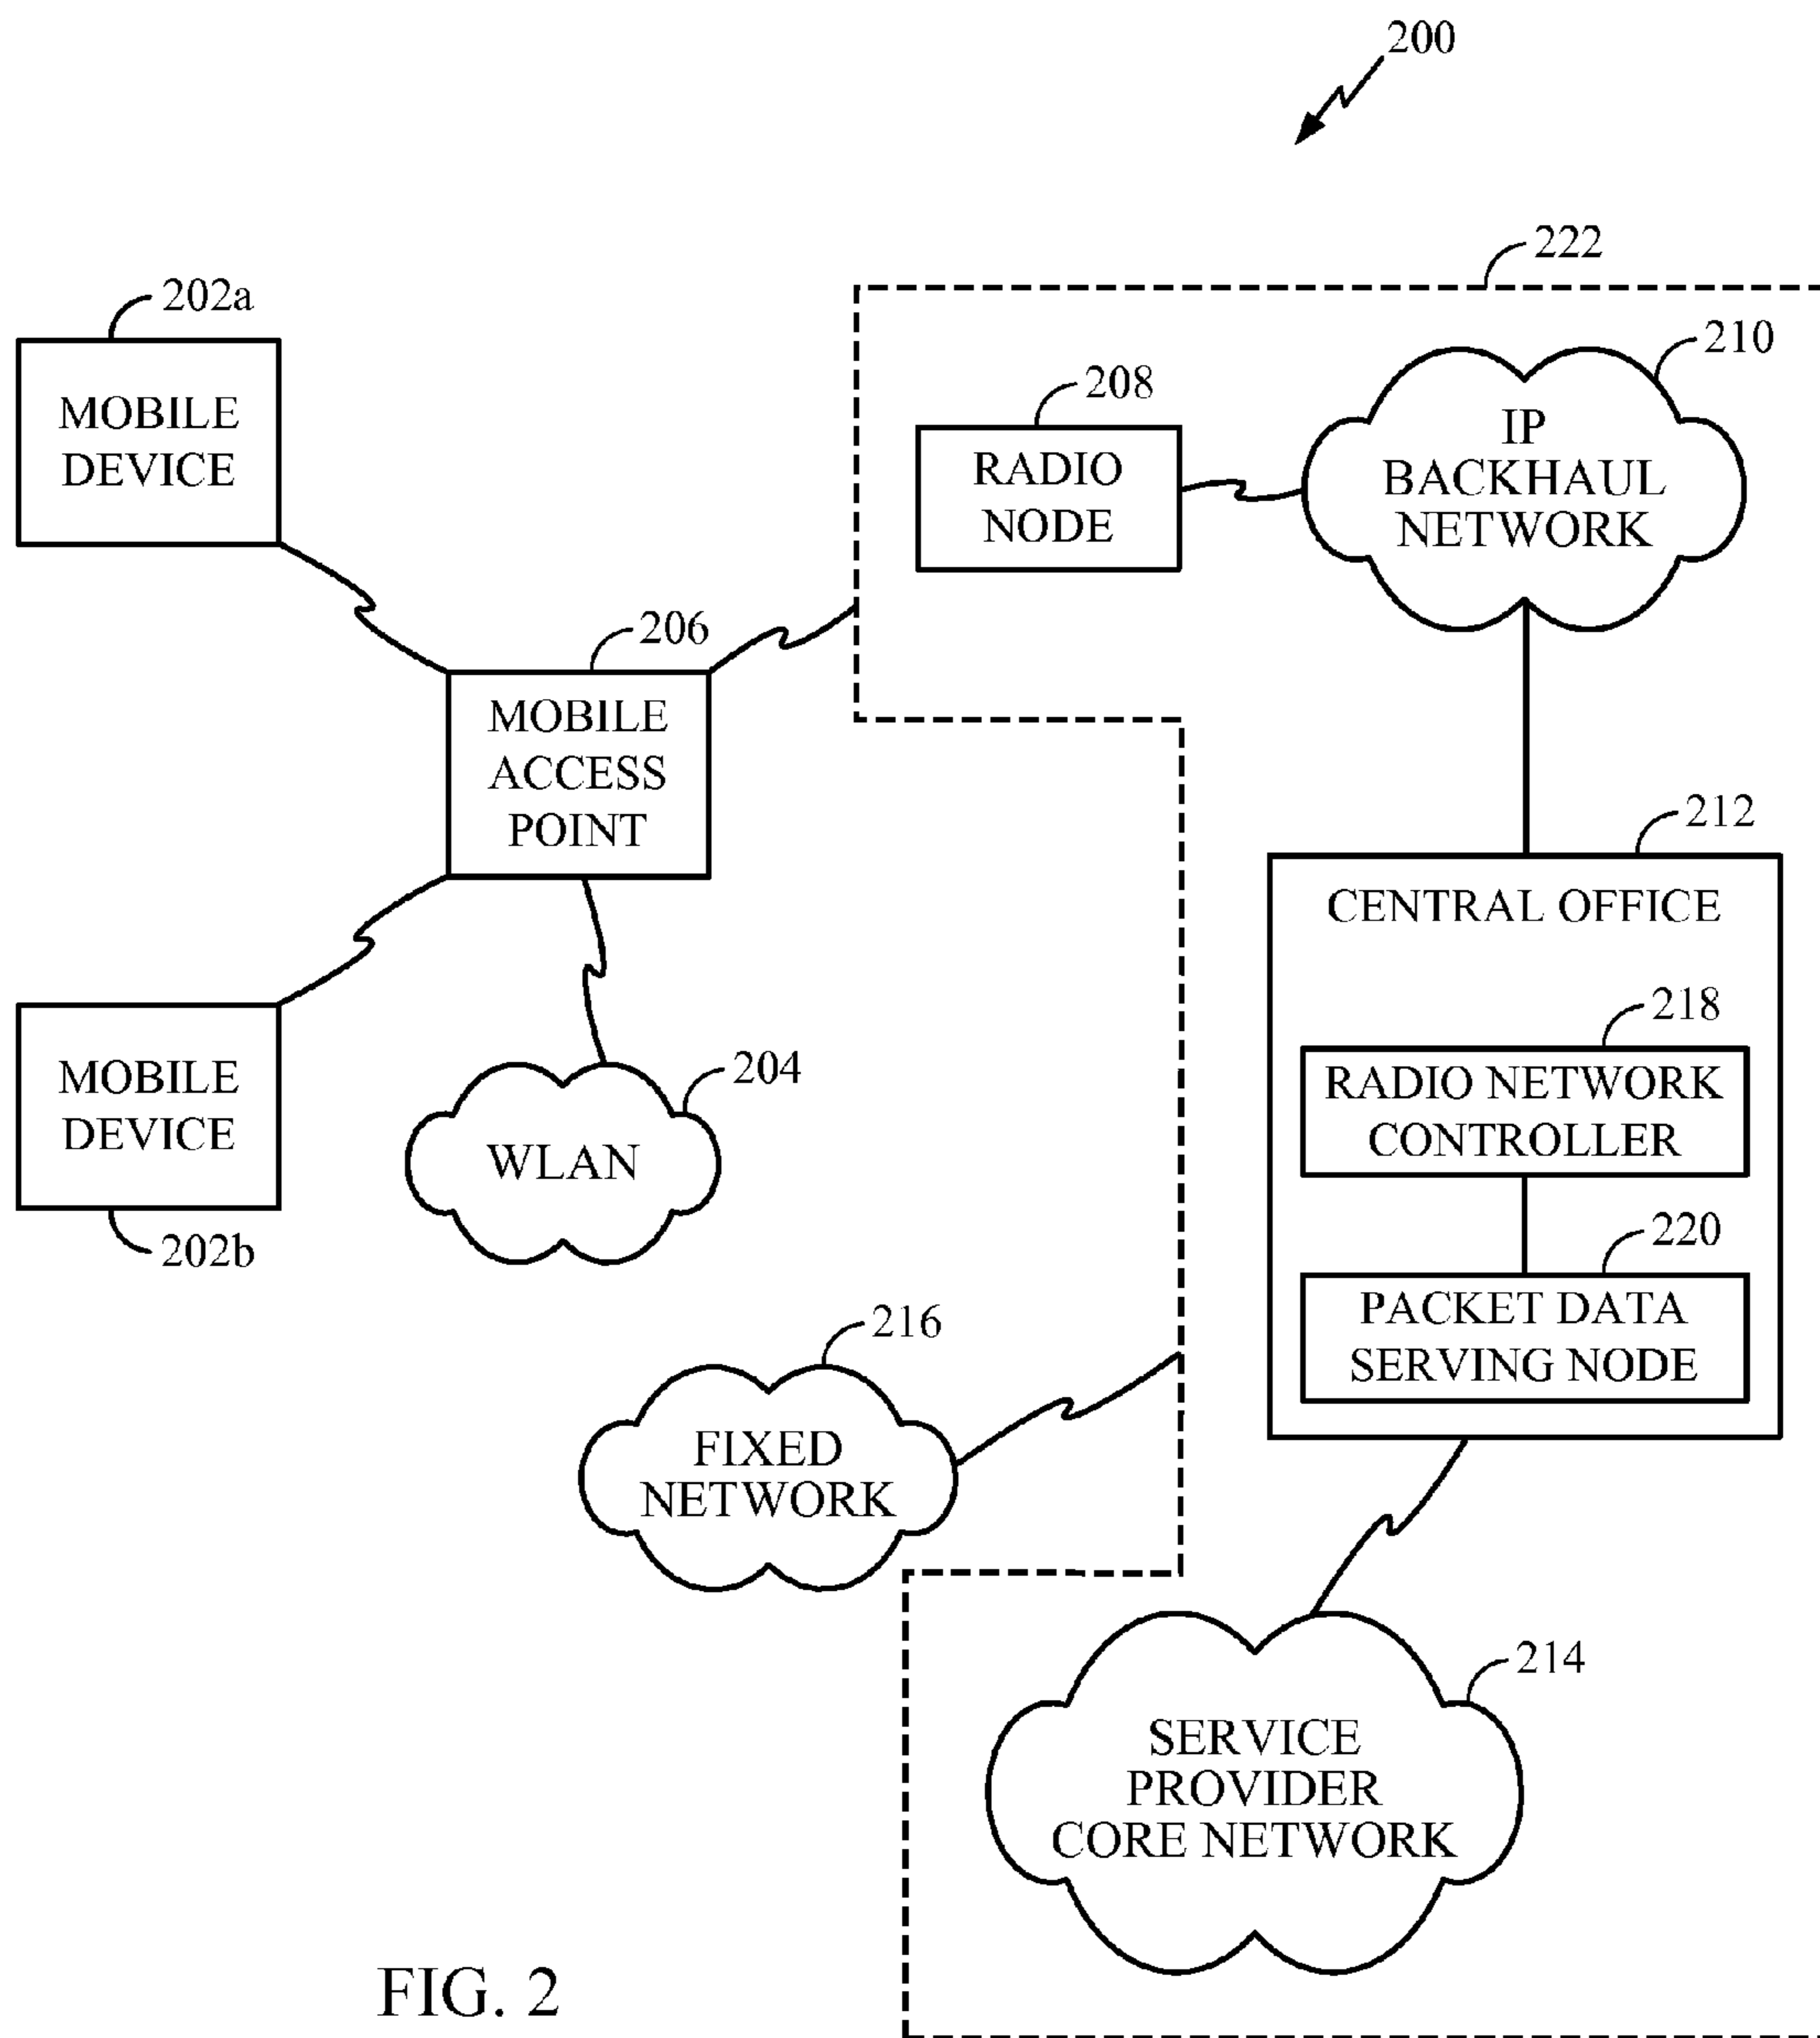 200
222
202a
210
MOBILE
DEVICE
208
IP
BACKHAUL
NETWORK
RADIO
NODE
206
MOBILE
ACCESS
POINT
212
CENTRAL OFFICE
218
RADIO NETWORK
CONTROLLER
204
WLAN
MOBILE
DEVICE
202b
220
PACKET DATA
SERVING NODE
216
FIXED
NETWORK
214
SERVICE
PROVIDER
CORE NETWORK
FIG. 2